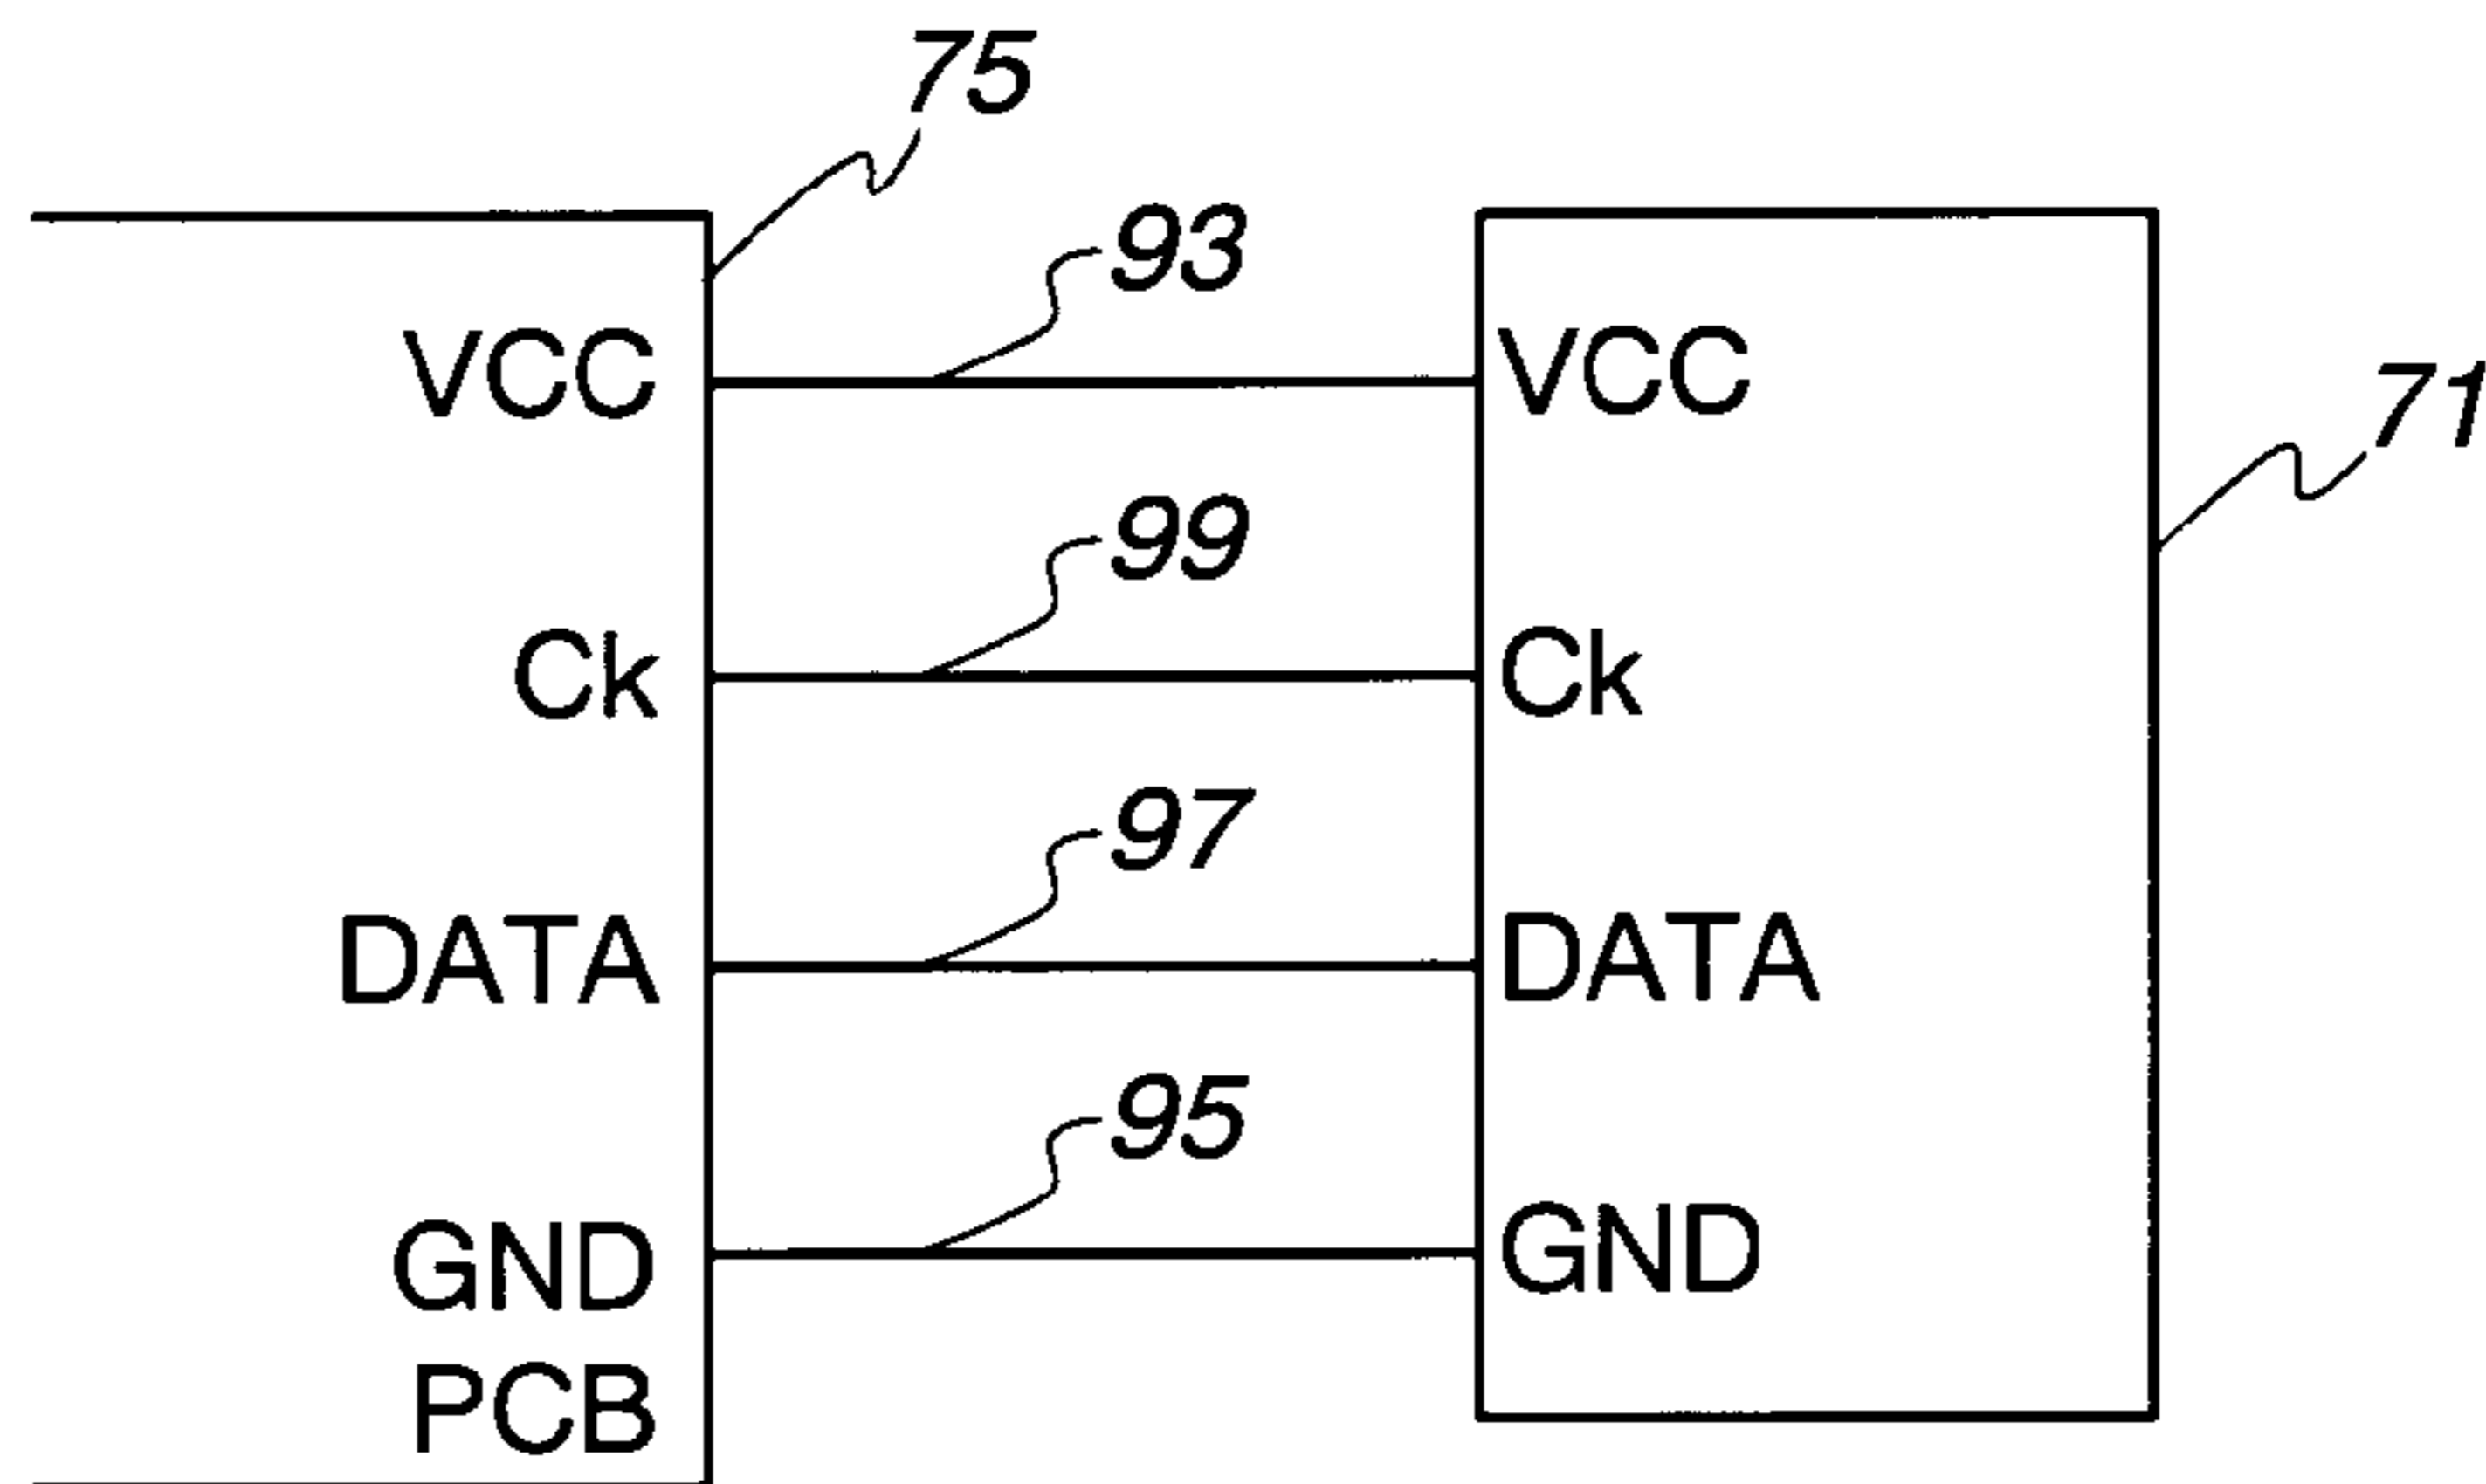 75
93
VCC VCC
71
99
Ck Ck
97
DATA DATA
95
GND GND
PCB